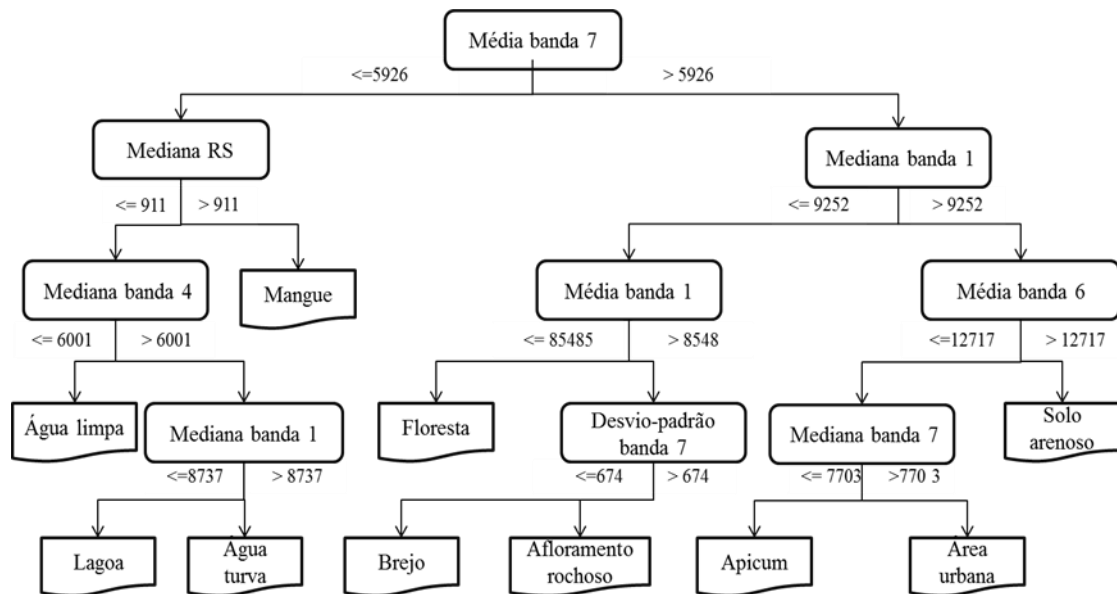 Média banda 7
<=5926
> 5926
Mediana RS
Mediana banda 1
<= 911
> 911
<= 9252
> 9252
Mediana banda 4
Mangue
Média banda 1
Média banda 6
<= 6001
> 6001
<= 85485
> 8548
<=12717
> 12717
Água limpa
Mediana banda 1
Floresta
Desvio-padrão
banda 7
Mediana banda 7
Solo
arenoso
<=8737
> 8737
<=674
> 674
<= 7703
>770 3
Lagoa
Água
turva
Brejo
Afloramento
rochoso
Apicum
Área
urbana